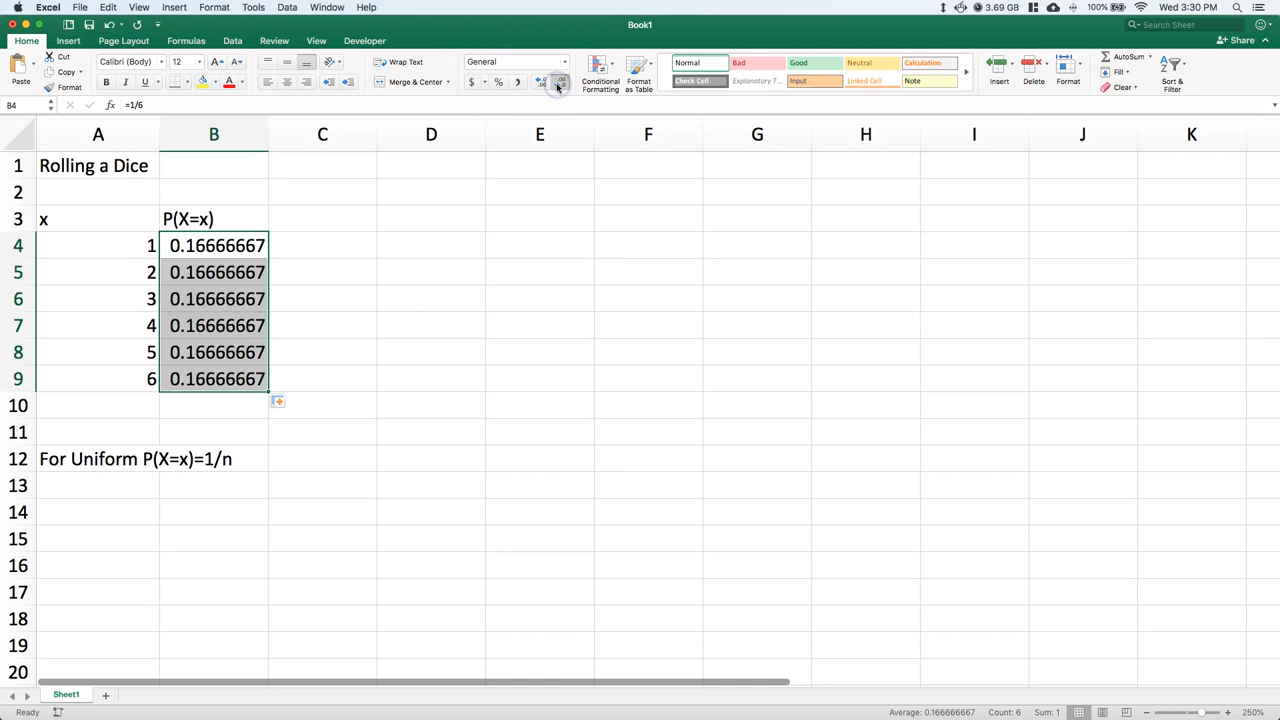 Excel File Edit View Insert Format Tools Data Window Help 3.69 GB 100% Wed 3:30 PM
Book1 Search Sheet
Home Insert Page Layout Formulas Data Review View Developer Share
Paste Cut Copy Format Calibri (Body) 12 A A Wrap Text General Conditional Formatting Format as Table Normal Bad Good Neutral Calculation Insert Delete Format AutoSum Fill Clear Sort & Filter
B I U A Merge & Center $ % Check Cell Explanatory T... Input Linked Cell Note
B4 fx =1/6
A B C D E F G H I J K
1 Rolling a Dice
2
3 x P(X=x)
4 1 0.16666667
5 2 0.16666667
6 3 0.16666667
7 4 0.16666667
8 5 0.16666667
9 6 0.16666667
10
11
12 For Uniform P(X=x)=1/n
13
14
15
16
17
18
19
20
Sheet1 +
Ready Average: 0.166666667 Count: 6 Sum: 1 250%